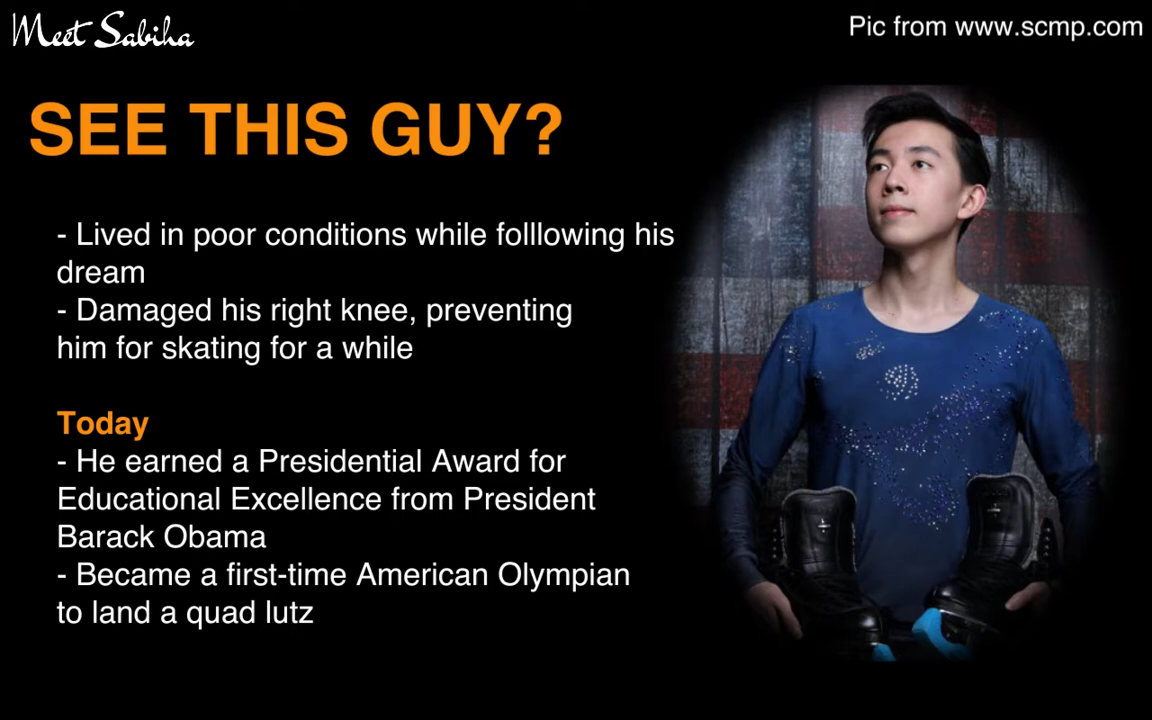 Meet Sabiha
Pic from www.scmp.com
SEE THIS GUY?
- Lived in poor conditions while folllowing his
dream
- Damaged his right knee, preventing
him for skating for a while
Today
- He earned a Presidential Award for
Educational Excellence from President
Barack Obama
- Became a first-time American Olympian
to land a quad lutz